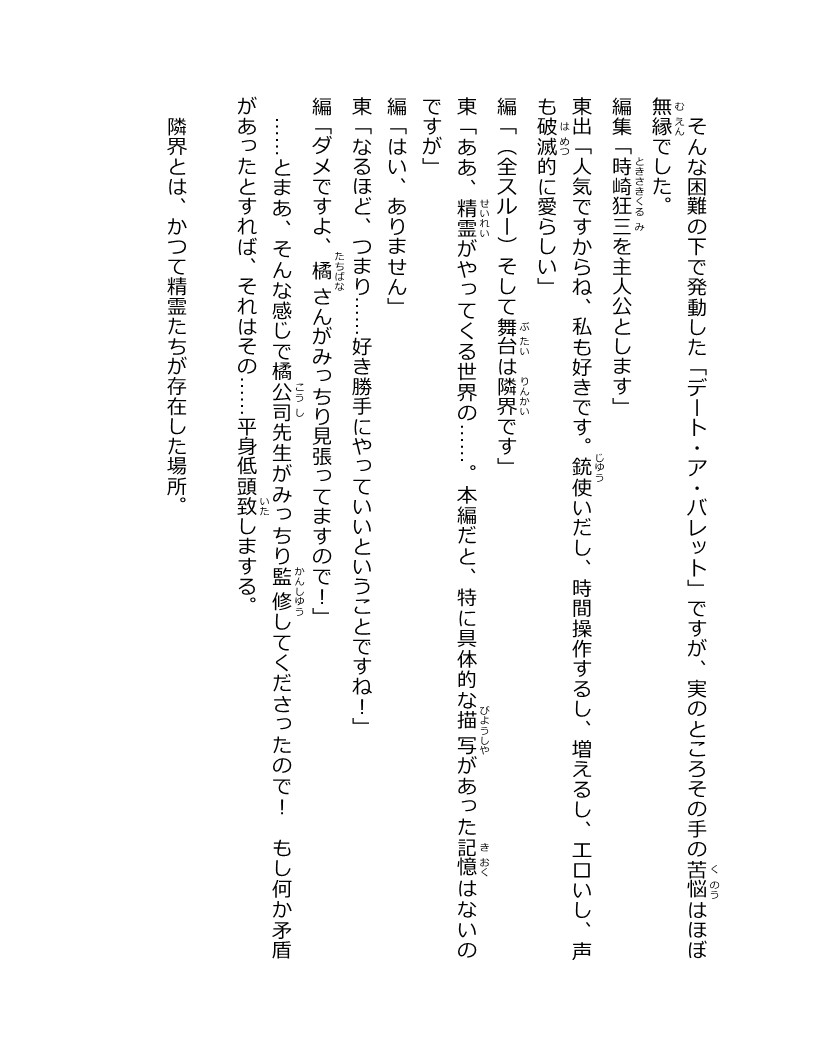 そんな困難の下で発動した「デート・ア・バレット」ですが、実のところその手の苦悩はほぼ
無縁でした。
編集「時崎狂三を主人公とします」
東出「人気ですからね、私も好きです。銃使いだし、時間操作するし、増えるし、エロいし、声
も破滅的に愛らしい」
編「（全スルー）そして舞台は隣界です」
東「ああ、精霊がやってくる世界の……。本編だと、特に具体的な描写があった記憶はないの
ですが」
編「はい、ありません」
東「なるほど、つまり……好き勝手にやっていいということですね！」
編「ダメですよ、橘さんがみっちり見張ってますので！」
……とまあ、そんな感じで橘公司先生がみっちり監修してくださったので！　もし何か矛盾
があったとすれば、それはその……平身低頭致しまする。
隣界とは、かつて精霊たちが存在した場所。